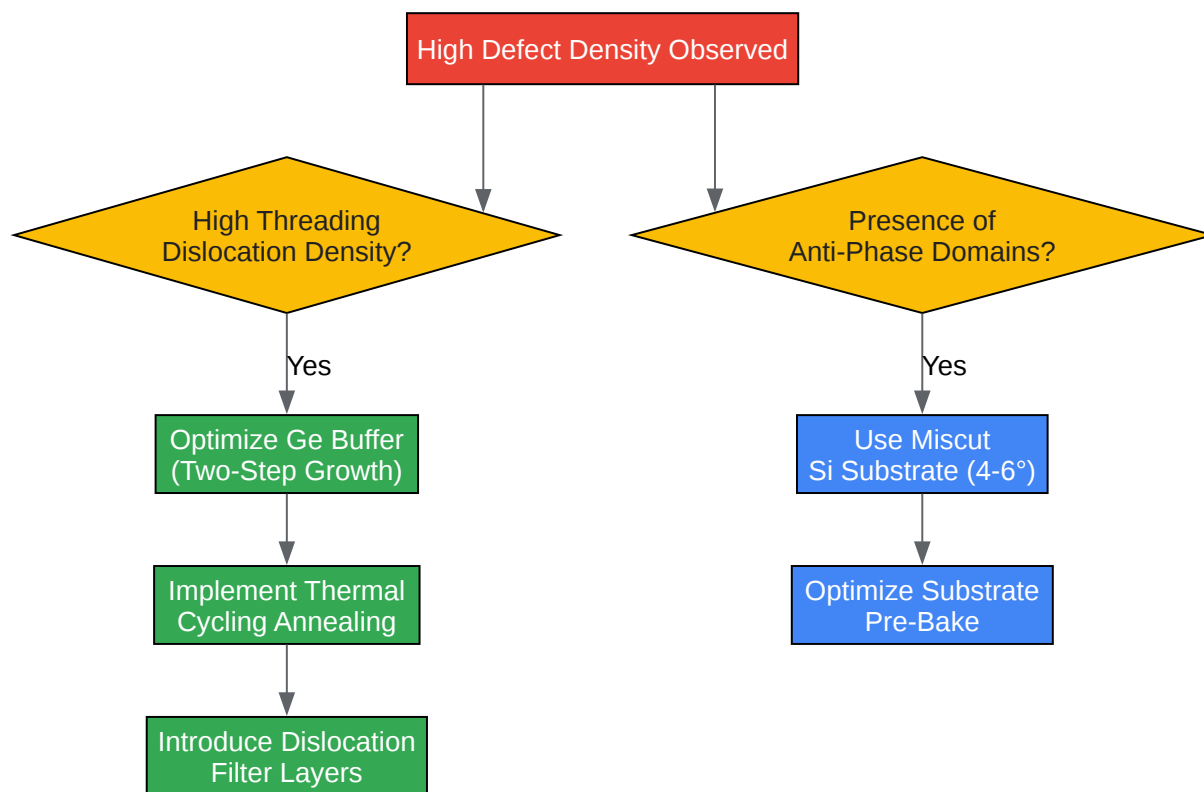 High Defect Density Observed
High Threading
Dislocation Density?
Presence of
Anti-Phase Domains?
Yes
Yes
Optimize Ge Buffer
(Two-Step Growth)
Use Miscut
Si Substrate (4-6°)
Implement Thermal
Cycling Annealing
Optimize Substrate
Pre-Bake
Introduce Dislocation
Filter Layers